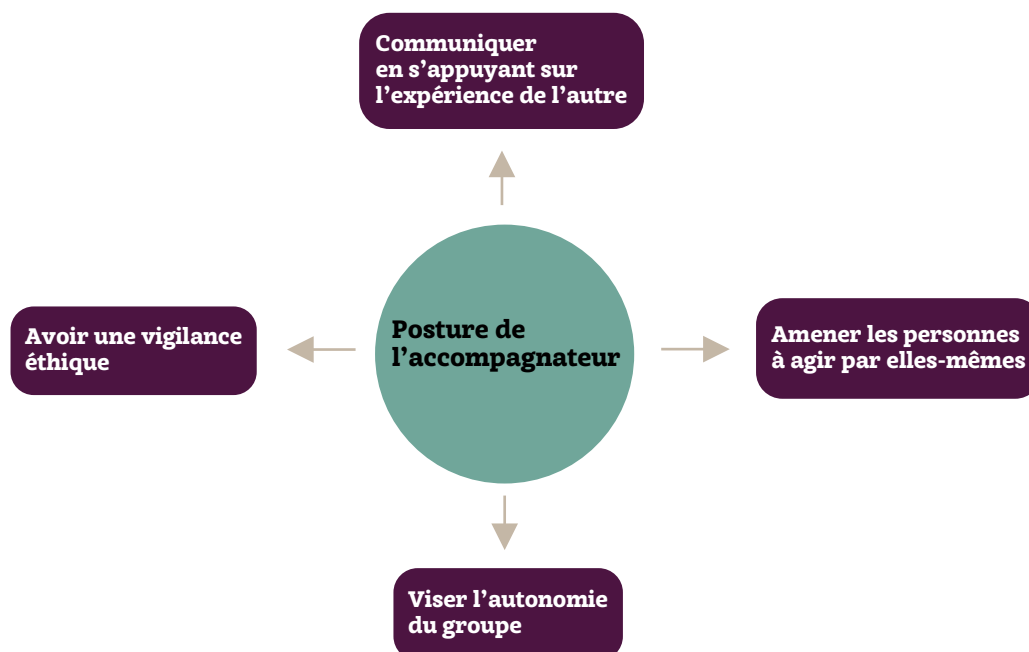 Communiquer
en s’appuyant sur
l’expérience de l’autre
Avoir une vigilance
éthique
Posture de
l’accompagnateur
Amener les personnes
à agir par elles-mêmes
Viser l’autonomie
du groupe